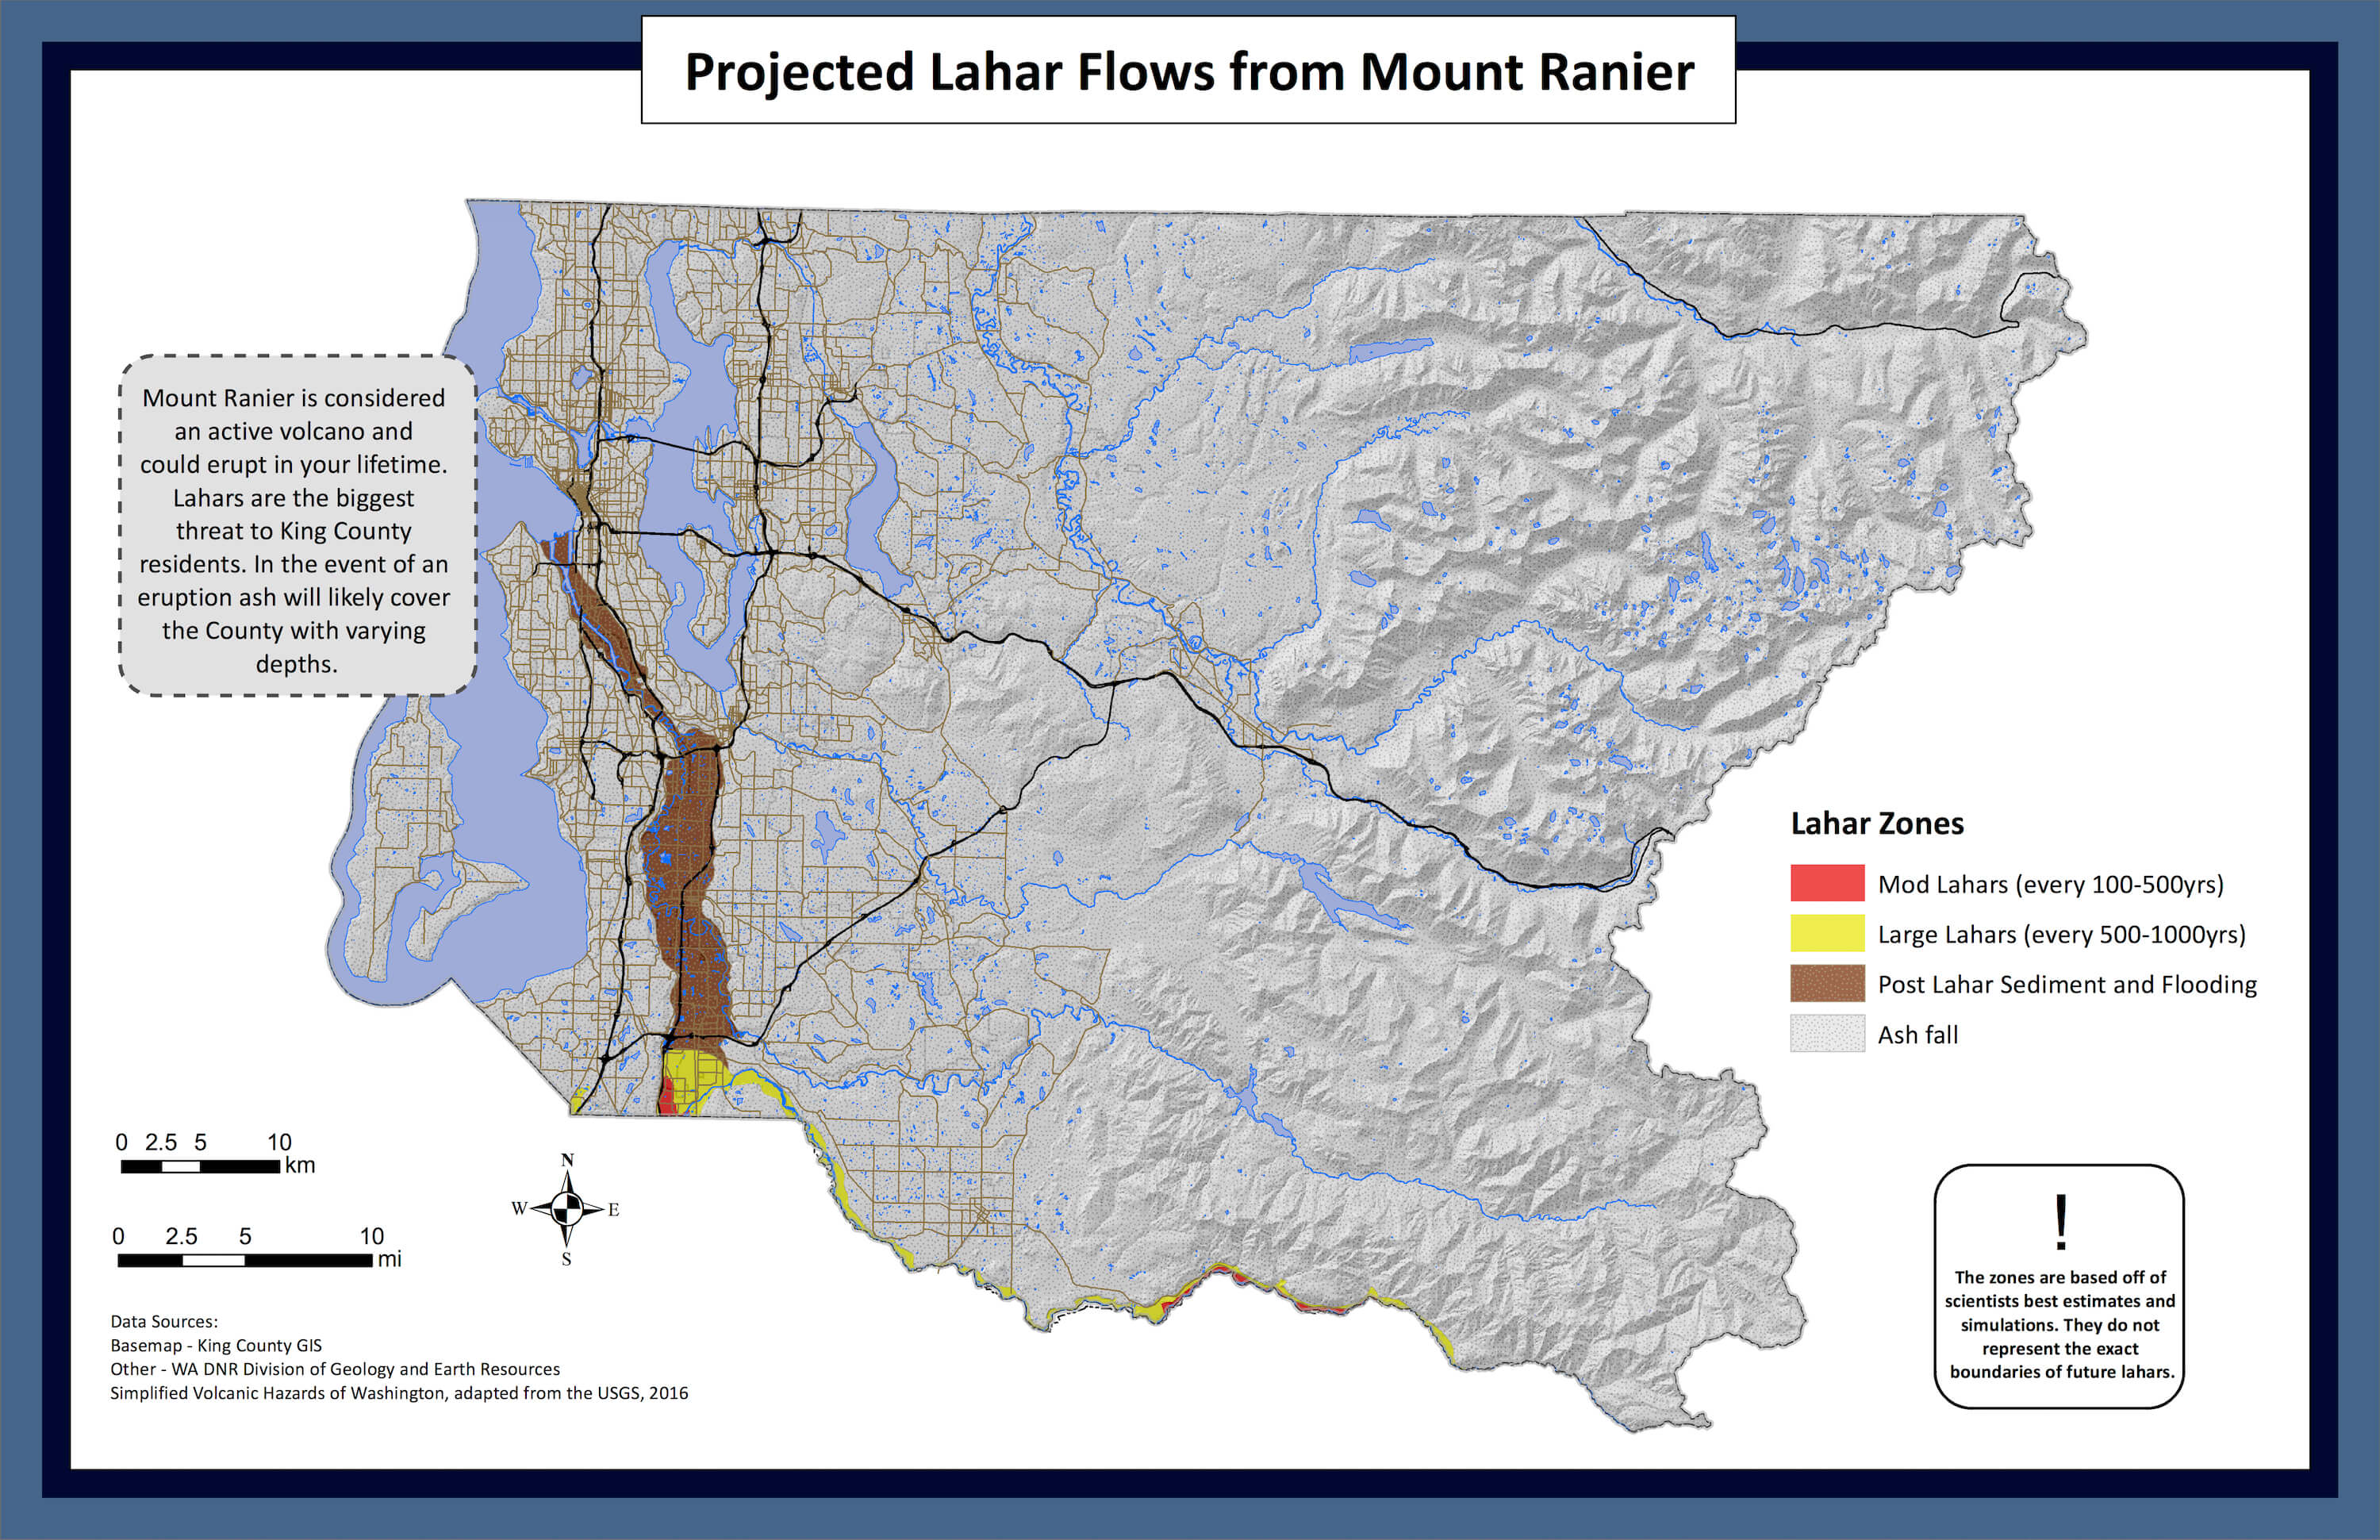 Projected Lahar Flows from Mount Ranier
Mount Ranier is considered
an active volcano and
could erupt in your lifetime.
Lahars are the biggest
threat to King County
residents. In the event of an
eruption ash will likely cover
the County with varying
depths.
Lahar Zones
Mod Lahars (every 100-500yrs)
Large Lahars (every 500-1000yrs)
Post Lahar Sediment and Flooding
Ash fall
0 2.5 5 10
km
0 2.5 5 10
mi
N
W E
S
!
The zones are based off of
scientists best estimates and
simulations. They do not
represent the exact
boundaries of future lahars.
Data Sources:
Basemap - King County GIS
Other - WA DNR Division of Geology and Earth Resources
Simplified Volcanic Hazards of Washington, adapted from the USGS, 2016